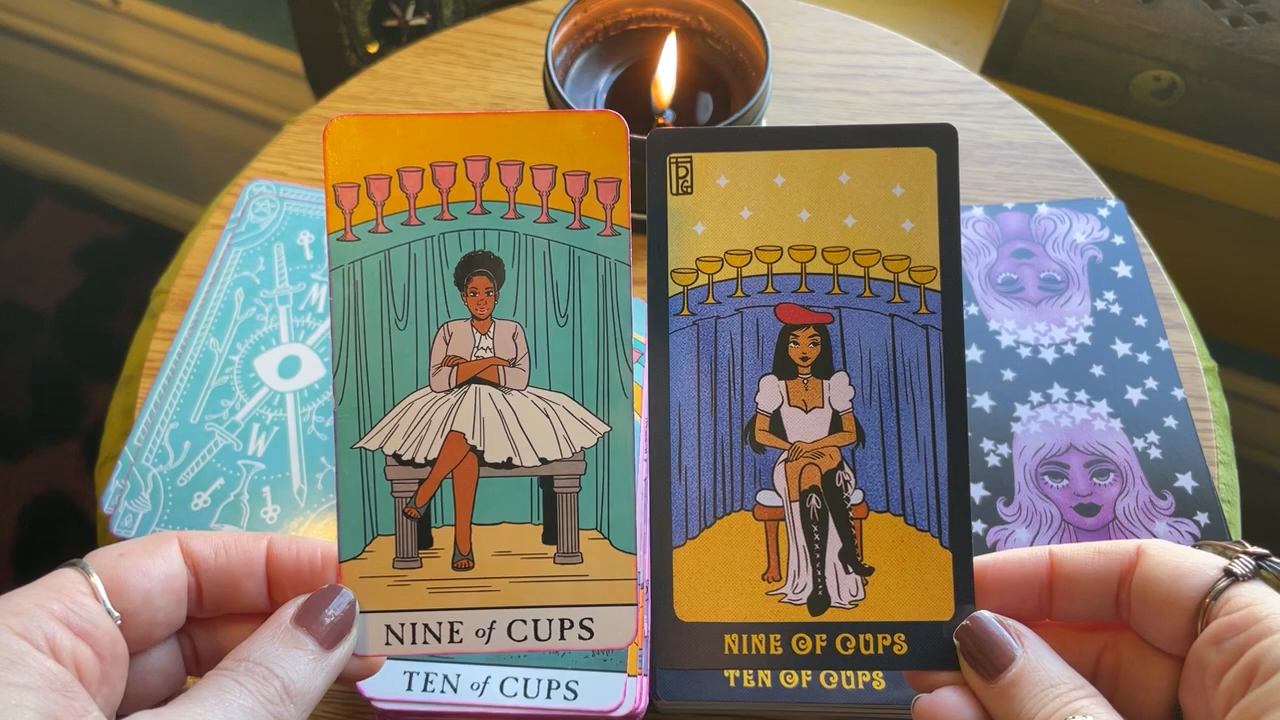 NINE of CUPS
TEN of CUPS
NINE OF CUPS
TEN OF CUPS
M
W